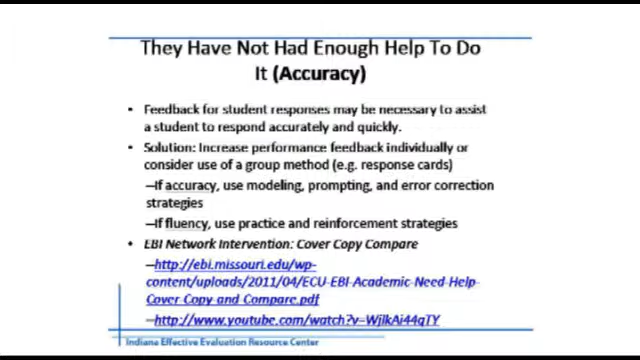 They Have Not Had Enough Help To Do
It (Accuracy)
• Feedback for student responses may be necessary to assist
a student to respond accurately and quickly.
• Solution: Increase performance feedback individually or
consider use of a group method (e.g. response cards)
–If accuracy, use modeling, prompting, and error correction
strategies
–If fluency, use practice and reinforcement strategies
• EBI Network Intervention: Cover Copy Compare
–http://ebi.missouri.edu/wp-
content/uploads/2011/04/ECU-EBI-Academic-Need-Help-
Cover-Copy-and-Compare.pdf
–http://www.youtube.com/watch?v=WjlkAi44qTY
Indiana Effective Evaluation Resource Center